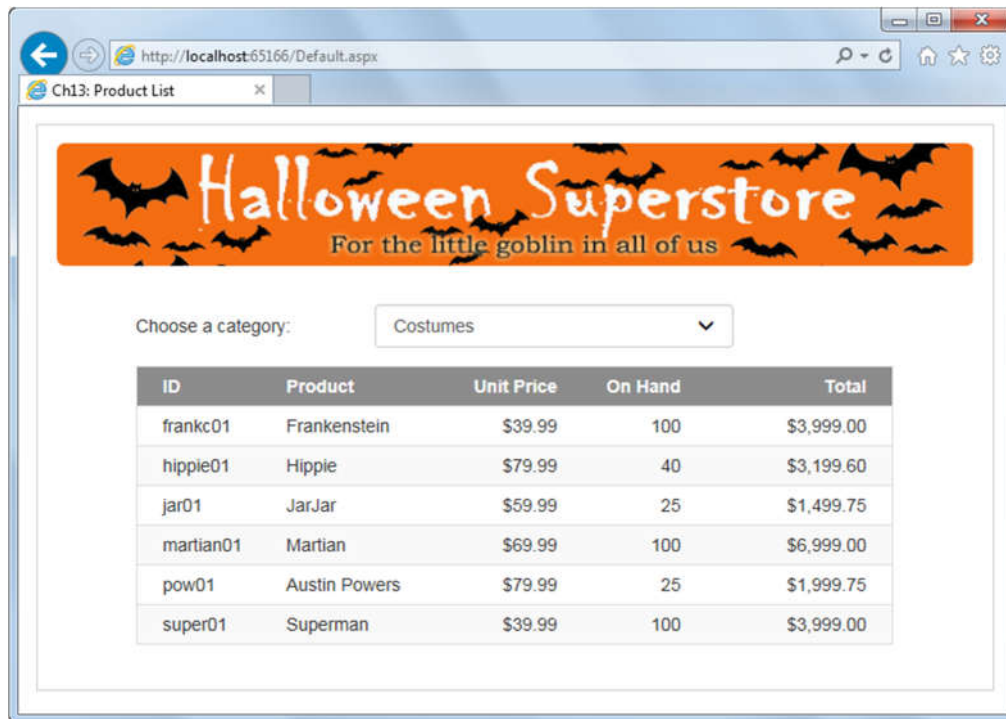 http://localhost:65166/Default.aspx
Ch13: Product List
Halloween Superstore
For the little goblin in all of us
Choose a category: Costumes
ID Product Unit Price On Hand Total
frankc01 Frankenstein $39.99 100 $3,999.00
hippie01 Hippie $79.99 40 $3,199.60
jar01 JarJar $59.99 25 $1,499.75
martian01 Martian $69.99 100 $6,999.00
pow01 Austin Powers $79.99 25 $1,999.75
super01 Superman $39.99 100 $3,999.00